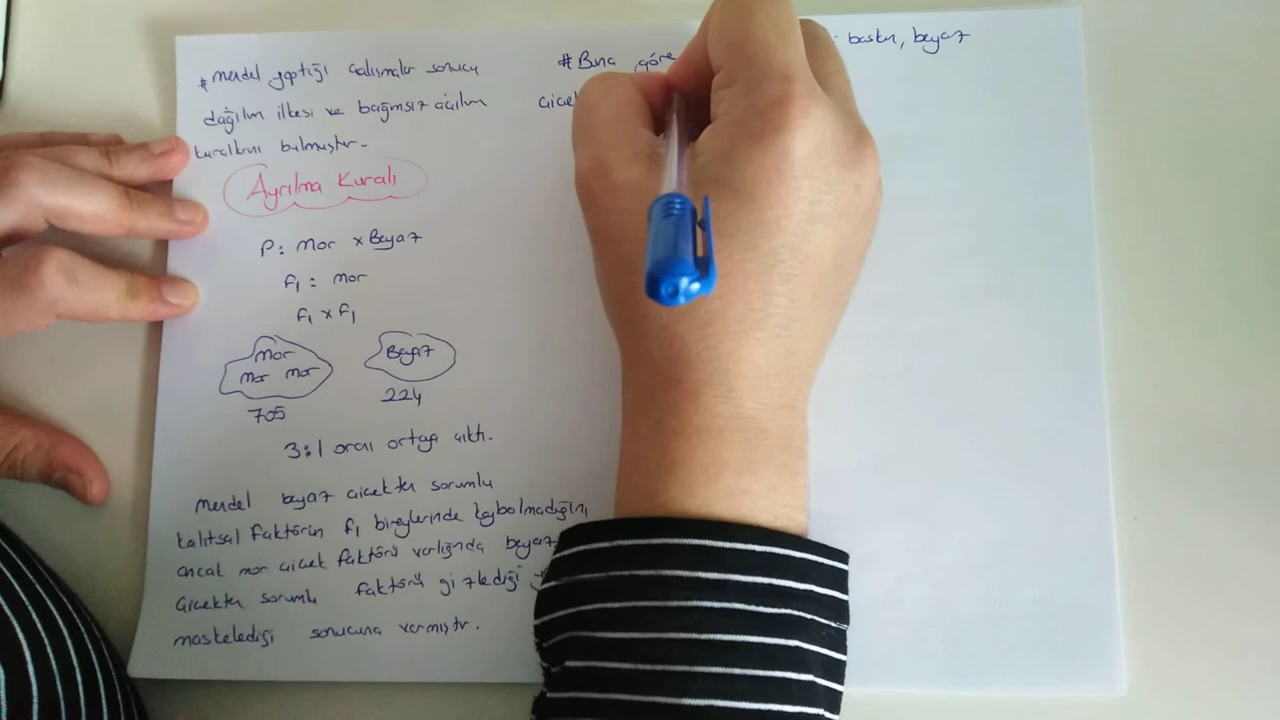 # Mendel yaptığı çalışmalar sonucu
dağılım ilkesi ve bağımsız açılım
kurallarını bulmuştur.
Ayrılma Kuralı
P: Mor x Beyaz
f1 : mor
f1 x f1
Mor
Mor Mor
705
Beyaz
224
3:1 oranı ortaya çıktı.
Mendel beyaz çiçekten sorumlu
kalıtsal faktörün f1 bireylerinde kaybolmadığını,
ancak mor çiçek faktörü varlığında beyaz
çiçekten sorumlu faktörü gizlediği
maskelediği sonucuna varmıştır.
# Buna göre
baskın, beyaz
çiçek